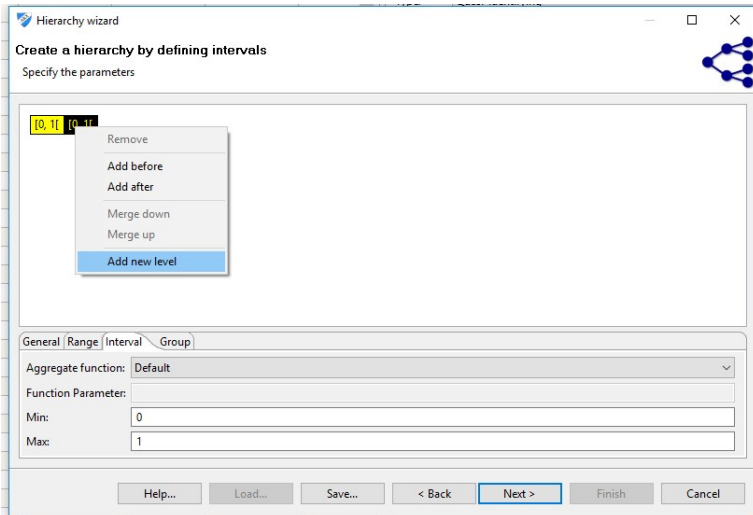 Hierarchy wizard
Create a hierarchy by defining intervals
Specify the parameters
[0, 1[ [0, 1[
Remove
Add before
Add after
Merge down
Merge up
Add new level
General Range Interval Group
Aggregate function: Default
Function Parameter:
Min: 0
Max: 1
Help... Load... Save... < Back Next > Finish Cancel